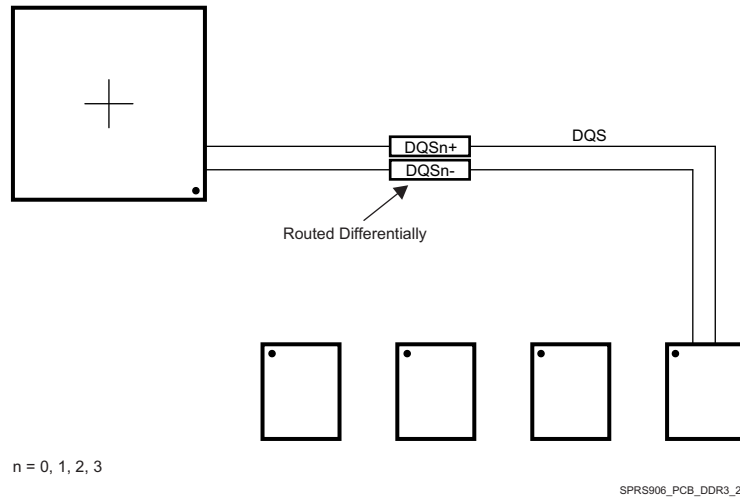 DQSn+
DQS
DQSn-
Routed Differentially
n = 0, 1, 2, 3
SPRS906_PCB_DDR3_2